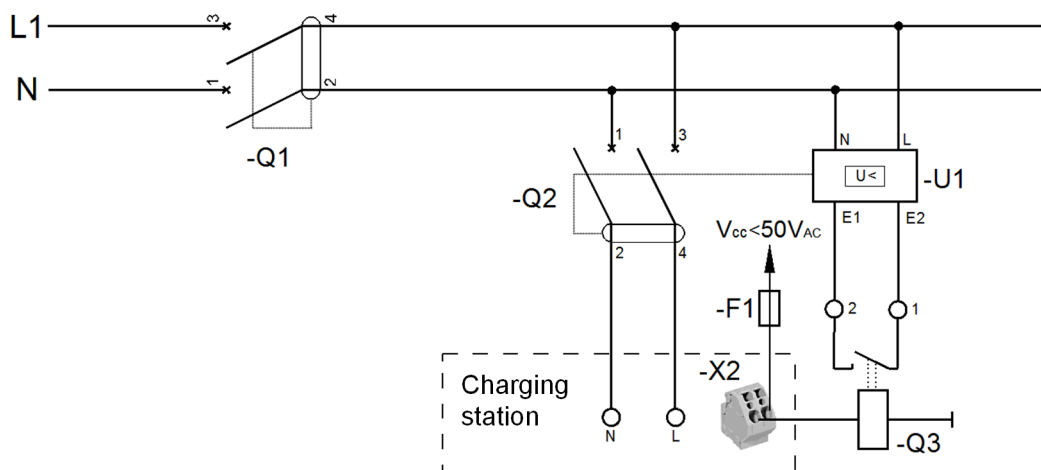 L1
3
4
N
1
2
-Q1
1
3
N
L
U<
-U1
-Q2
E1
E2
2
4
Vcc<50VAC
-F1
2
1
Charging
station
-X2
N
L
-Q3